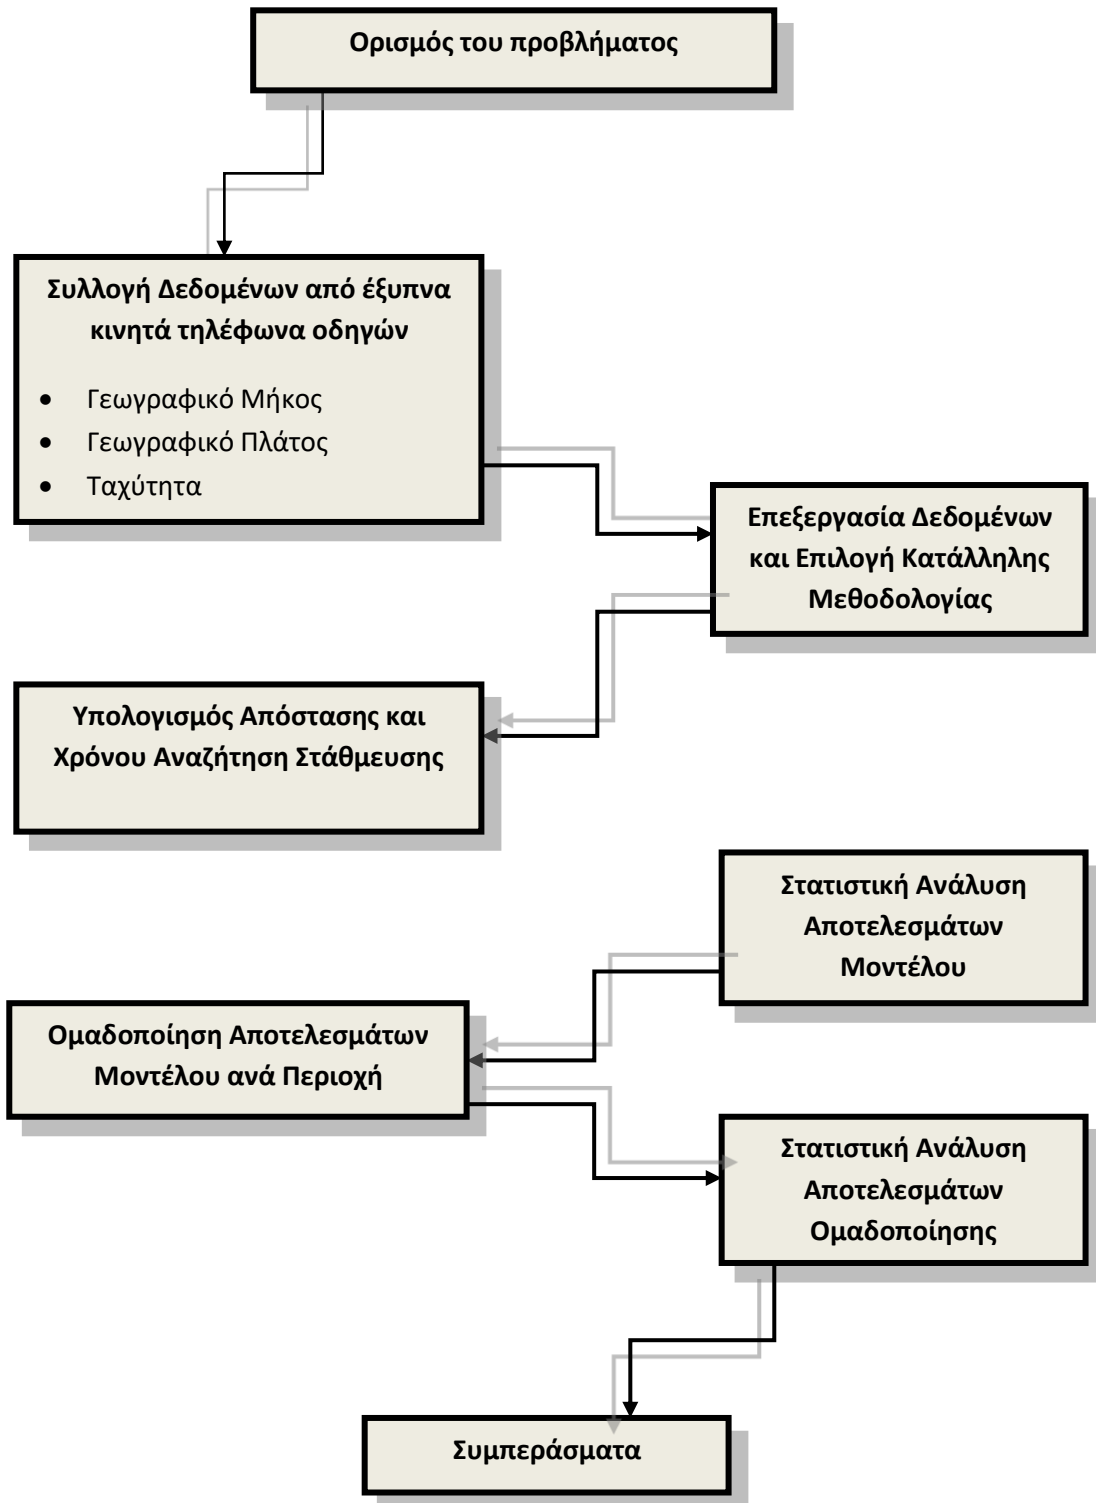 Ορισμός του προβλήματος
Συλλογή Δεδομένων από έξυπνα
κινητά τηλέφωνα οδηγών
• Γεωγραφικό Μήκος
• Γεωγραφικό Πλάτος
• Ταχύτητα
Επεξεργασία Δεδομένων
και Επιλογή Κατάλληλης
Μεθοδολογίας
Υπολογισμός Απόστασης και
Χρόνου Αναζήτηση Στάθμευσης
Στατιστική Ανάλυση
Αποτελεσμάτων
Μοντέλου
Ομαδοποίηση Αποτελεσμάτων
Μοντέλου ανά Περιοχή
Στατιστική Ανάλυση
Αποτελεσμάτων
Ομαδοποίησης
Συμπεράσματα